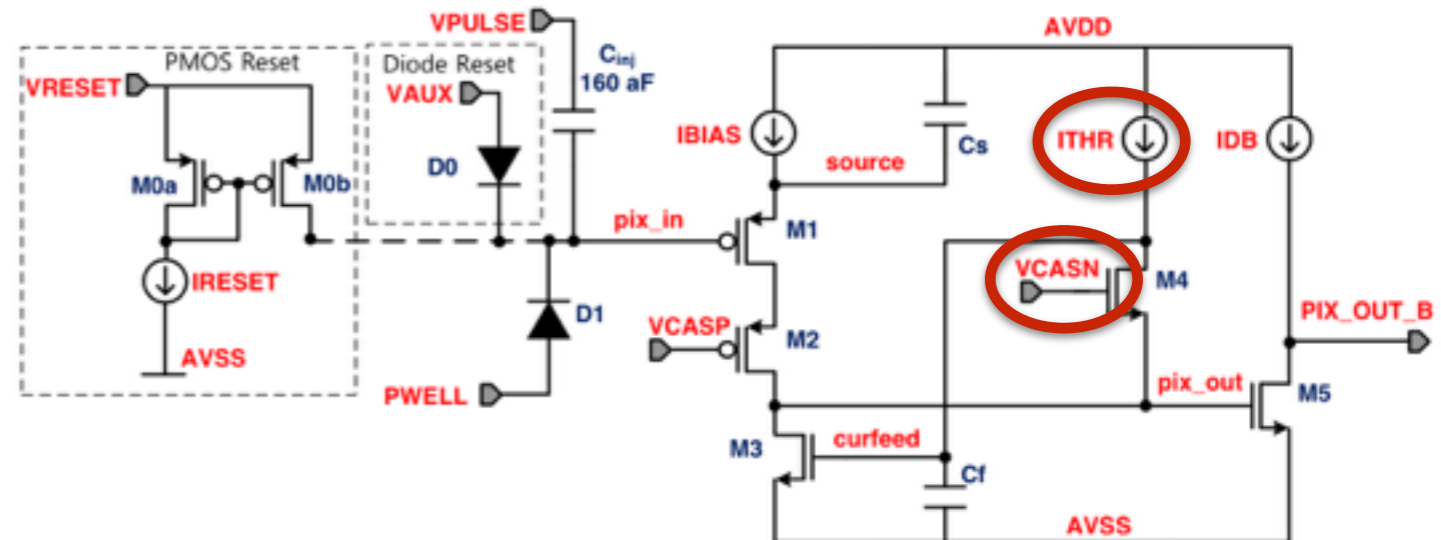 VPULSE
AVDD
PMOS Reset
Diode Reset
Cinj
160 aF
VRESET
VAUX
IBIAS
Cs
ITHR
IDB
source
M0a
M0b
D0
pix_in
M1
VCASN
M4
IRESET
D1
VCASP
M2
PIX_OUT_B
AVSS
pix_out
M5
PWELL
M3
curfeed
Cf
AVSS